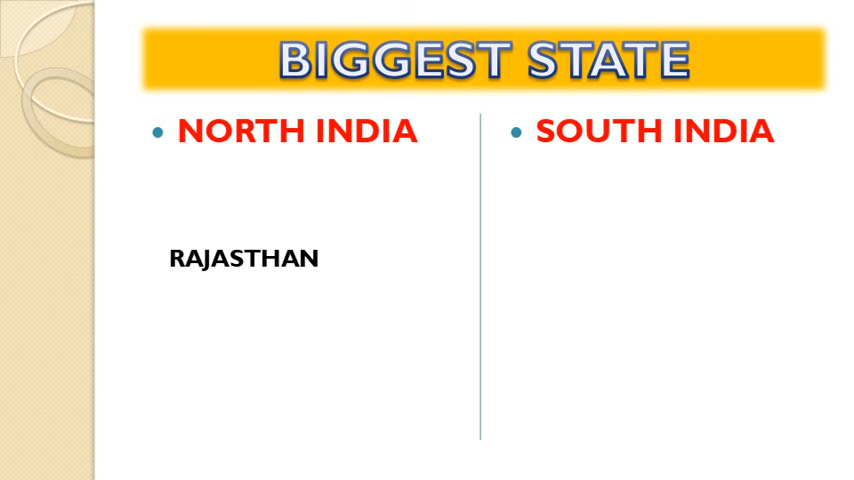 BIGGEST STATE
• NORTH INDIA
RAJASTHAN
• SOUTH INDIA